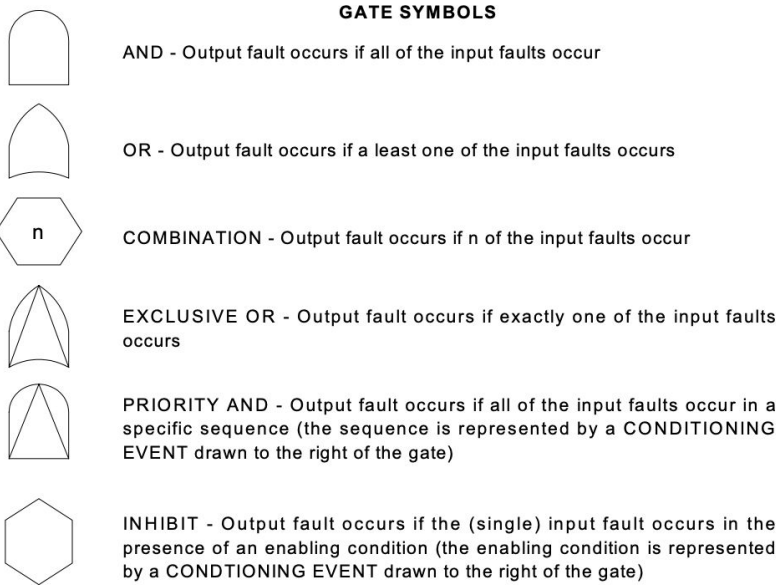 GATE SYMBOLS
AND - Output fault occurs if all of the input faults occur
OR - Output fault occurs if a least one of the input faults occurs
n
COMBINATION - Output fault occurs if n of the input faults occur
EXCLUSIVE OR - Output fault occurs if exactly one of the input faults
occurs
PRIORITY AND - Output fault occurs if all of the input faults occur in a
specific sequence (the sequence is represented by a CONDITIONING
EVENT drawn to the right of the gate)
INHIBIT - Output fault occurs if the (single) input fault occurs in the
presence of an enabling condition (the enabling condition is represented
by a CONDTIONING EVENT drawn to the right of the gate)